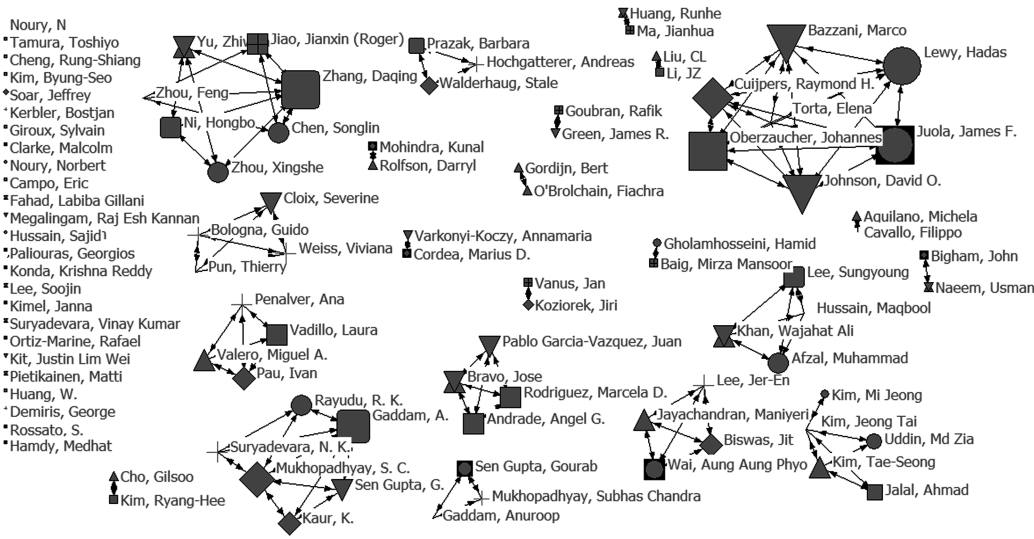 Noury, N
Tamura, Toshiyo
Cheng, Rung-Shiang
Kim, Byung-Seo
Soar, Jeffrey
Kerbler, Bostjan
Giroux, Sylvain
Clarke, Malcolm
Noury, Norbert
Campo, Eric
Fahad, Labiba Gillani
Megalingam, Raj Esh Kannan
Hussain, Sajid
Paliouras, Georgios
Konda, Krishna Reddy
Lee, Soojin
Kimel, Janna
Suryadevara, Vinay Kumar
Ortiz-Marine, Rafael
Kit, Justin Lim Wei
Pietikainen, Matti
Huang, W.
Demiris, George
Rossato, S.
Hamdy, Medhat
Yu, Zhiw
Jiao, Jianxin (Roger)
Zhang, Daqing
Zhou, Feng
Ni, Hongbo
Chen, Songlin
Zhou, Xingshe
Prazak, Barbara
Hochgatterer, Andreas
Walderhaug, Stale
Huang, Runhe
Ma, Jianhua
Liu, CL
Li, JZ
Bazzani, Marco
Lewy, Hadas
Cuijpers, Raymond H.
Torta, Elena
Oberzaucher, Johannes
Juola, James F.
Johnson, David O.
Goubran, Rafik
Green, James R.
Mohindra, Kunal
Rolfson, Darryl
Gordijn, Bert
O'Brolchain, Fiachra
Cloix, Severine
Bologna, Guido
Weiss, Viviana
Pun, Thierry
Varkonyi-Koczy, Annamaria
Cordea, Marius D.
Aquilano, Michela
Cavallo, Filippo
Gholamhosseini, Hamid
Baig, Mirza Mansoor
Bigham, John
Naeem, Usman
Lee, Sungyoung
Hussain, Maqbool
Khan, Wajahat Ali
Afzal, Muhammad
Vanus, Jan
Koziorek, Jiri
Penalver, Ana
Vadillo, Laura
Valero, Miguel A.
Pau, Ivan
Pablo Garcia-Vazquez, Juan
Bravo, Jose
Rodriguez, Marcela D.
Andrade, Angel G.
Lee, Jer-En
Jayachandran, Maniyeri
Biswas, Jit
Wai, Aung Aung Phyo
Kim, Mi Jeong
Kim, Jeong Tai
Uddin, Md Zia
Kim, Tae-Seong
Jalal, Ahmad
Rayudu, R. K.
Gaddam, A.
Suryadevara, N. K.
Mukhopadhyay, S. C.
Sen Gupta, G.
Kaur, K.
Cho, Gilsoo
Kim, Ryang-Hee
Sen Gupta, Gourab
Mukhopadhyay, Subhas Chandra
Gaddam, Anuroop